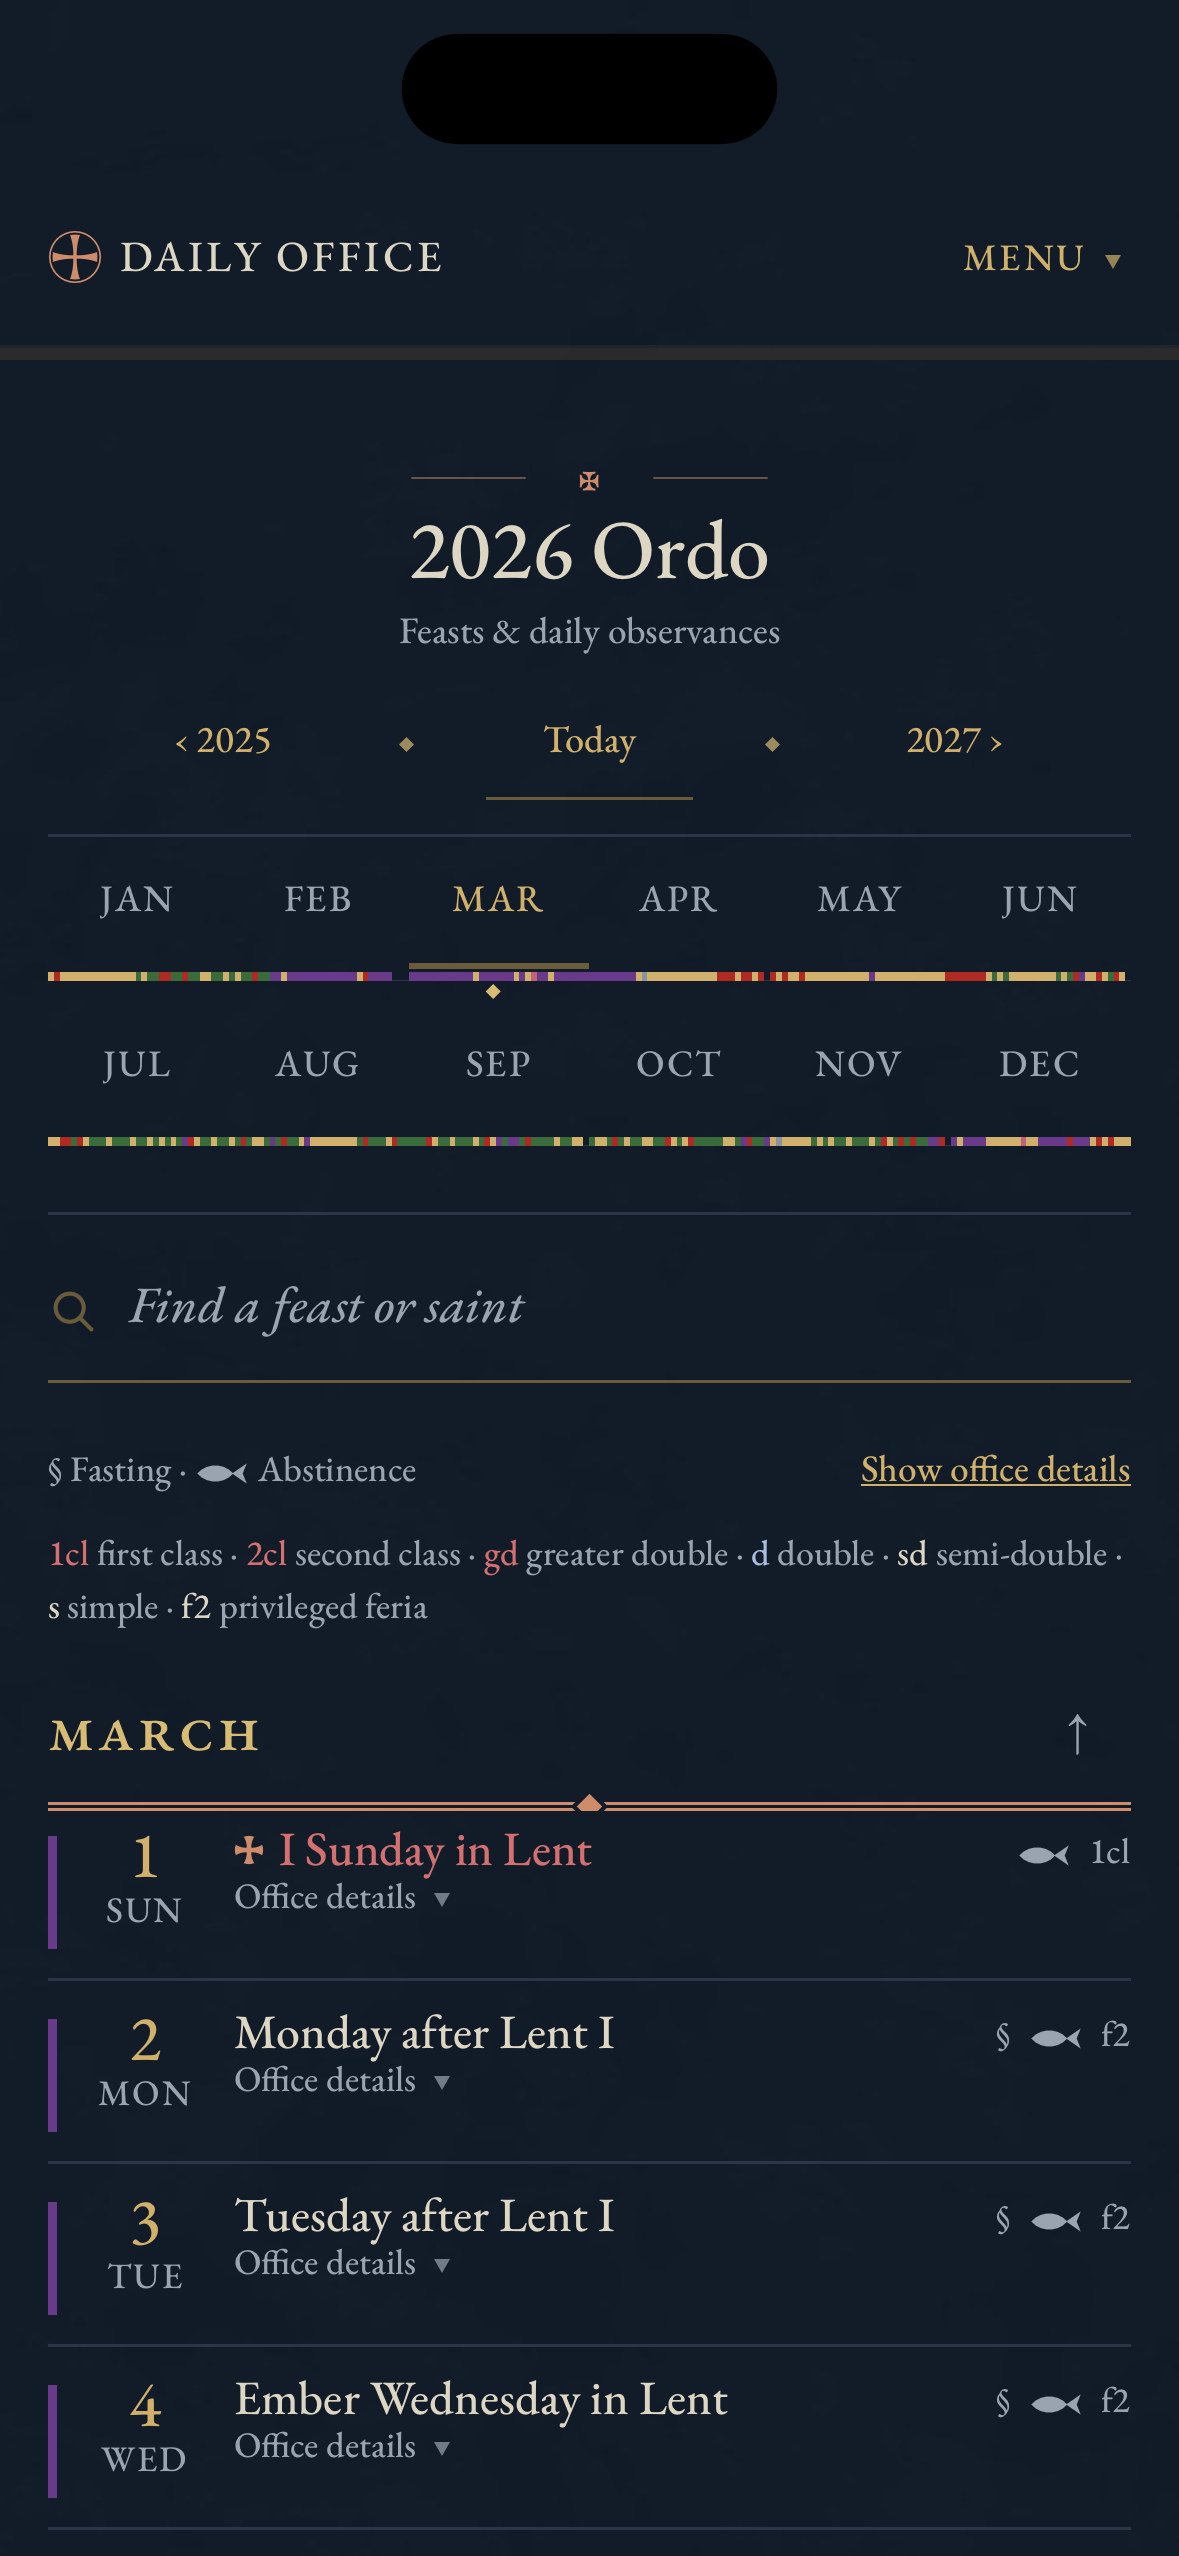 DAILY OFFICE
MENU ▼
✠
2026 Ordo
Feasts & daily observances
‹ 2025 ◆ Today ◆ 2027 ›
JAN FEB MAR APR MAY JUN
JUL AUG SEP OCT NOV DEC
Find a feast or saint
§ Fasting · Abstinence
Show office details
1cl first class · 2cl second class · gd greater double · d double · sd semi-double ·
s simple · f2 privileged feria
MARCH ↑
1 ✠ I Sunday in Lent 1cl
SUN Office details ▼
2 Monday after Lent I § f2
MON Office details ▼
3 Tuesday after Lent I § f2
TUE Office details ▼
4 Ember Wednesday in Lent § f2
WED Office details ▼